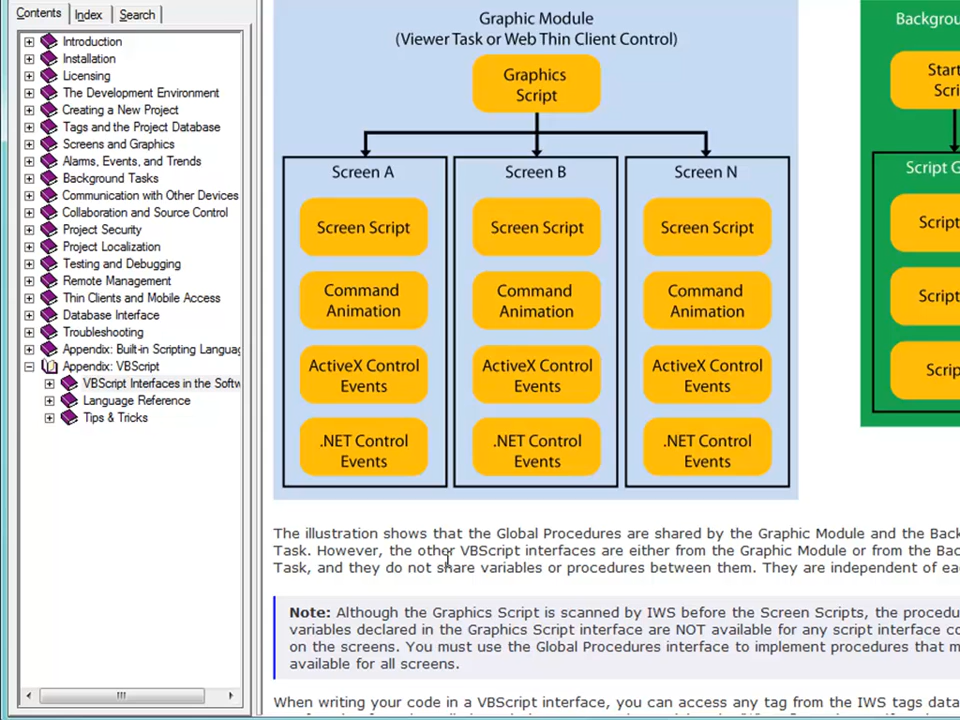 Contents Index Search
Introduction
Installation
Licensing
The Development Environment
Creating a New Project
Tags and the Project Database
Screens and Graphics
Alarms, Events, and Trends
Background Tasks
Communication with Other Devices
Collaboration and Source Control
Project Security
Project Localization
Testing and Debugging
Remote Management
Thin Clients and Mobile Access
Database Interface
Troubleshooting
Appendix: Built-in Scripting Languag
Appendix: VBScript
VBScript Interfaces in the Softw
Language Reference
Tips & Tricks
Graphic Module
(Viewer Task or Web Thin Client Control)
Graphics
Script
Screen A
Screen Script
Command
Animation
ActiveX Control
Events
.NET Control
Events
Screen B
Screen Script
Command
Animation
ActiveX Control
Events
.NET Control
Events
Screen N
Screen Script
Command
Animation
ActiveX Control
Events
.NET Control
Events
Backgrou
Start
Scri
Script G
Script
Script
Scrip
The illustration shows that the Global Procedures are shared by the Graphic Module and the Back
Task. However, the other VBScript interfaces are either from the Graphic Module or from the Bac
Task, and they do not share variables or procedures between them. They are independent of ea
Note: Although the Graphics Script is scanned by IWS before the Screen Scripts, the procedu
variables declared in the Graphics Script interface are NOT available for any script interface co
on the screens. You must use the Global Procedures interface to implement procedures that m
available for all screens.
When writing your code in a VBScript interface, you can access any tag from the IWS tags data